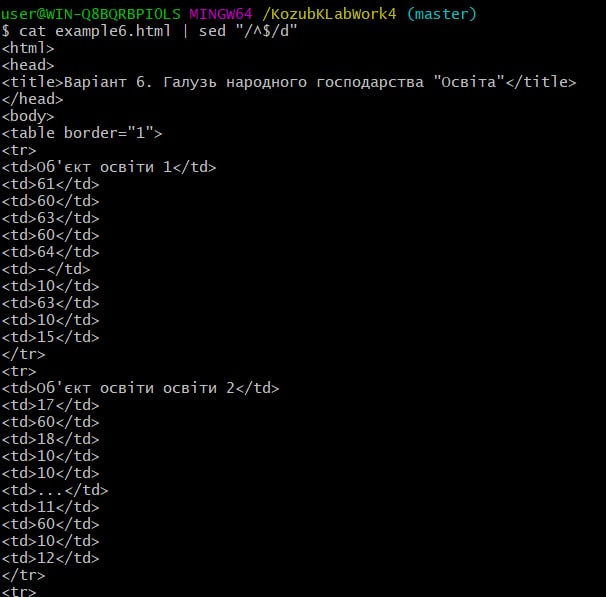 user@WIN-Q8BQRBPIOLS MINGW64 /KozubKLabWork4 (master)
$ cat example6.html | sed "/^$/d"
<html>
<head>
<title>Варіант 6. Галузь народного господарства "Освіта"</title>
</head>
<body>
<table border="1">
<tr>
<td>Об'єкт освіти 1</td>
<td>61</td>
<td>60</td>
<td>63</td>
<td>60</td>
<td>64</td>
<td>-</td>
<td>10</td>
<td>63</td>
<td>10</td>
<td>15</td>
</tr>
<tr>
<td>Об'єкт освіти освіти 2</td>
<td>17</td>
<td>60</td>
<td>18</td>
<td>10</td>
<td>10</td>
<td>...</td>
<td>11</td>
<td>60</td>
<td>10</td>
<td>12</td>
</tr>
<tr>